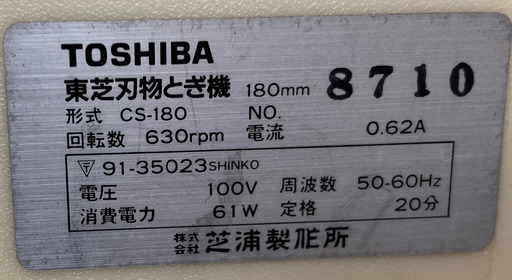 TOSHIBA
東芝刃物とぎ機 180mm 8710
形式 CS-180 NO.
回転数 630rpm 電流 0.62A
▽〒 91-35023 SHINKO
電圧 100V 周波数 50-60Hz
消費電力 61W 定格 20分
株式会社 芝浦製作所